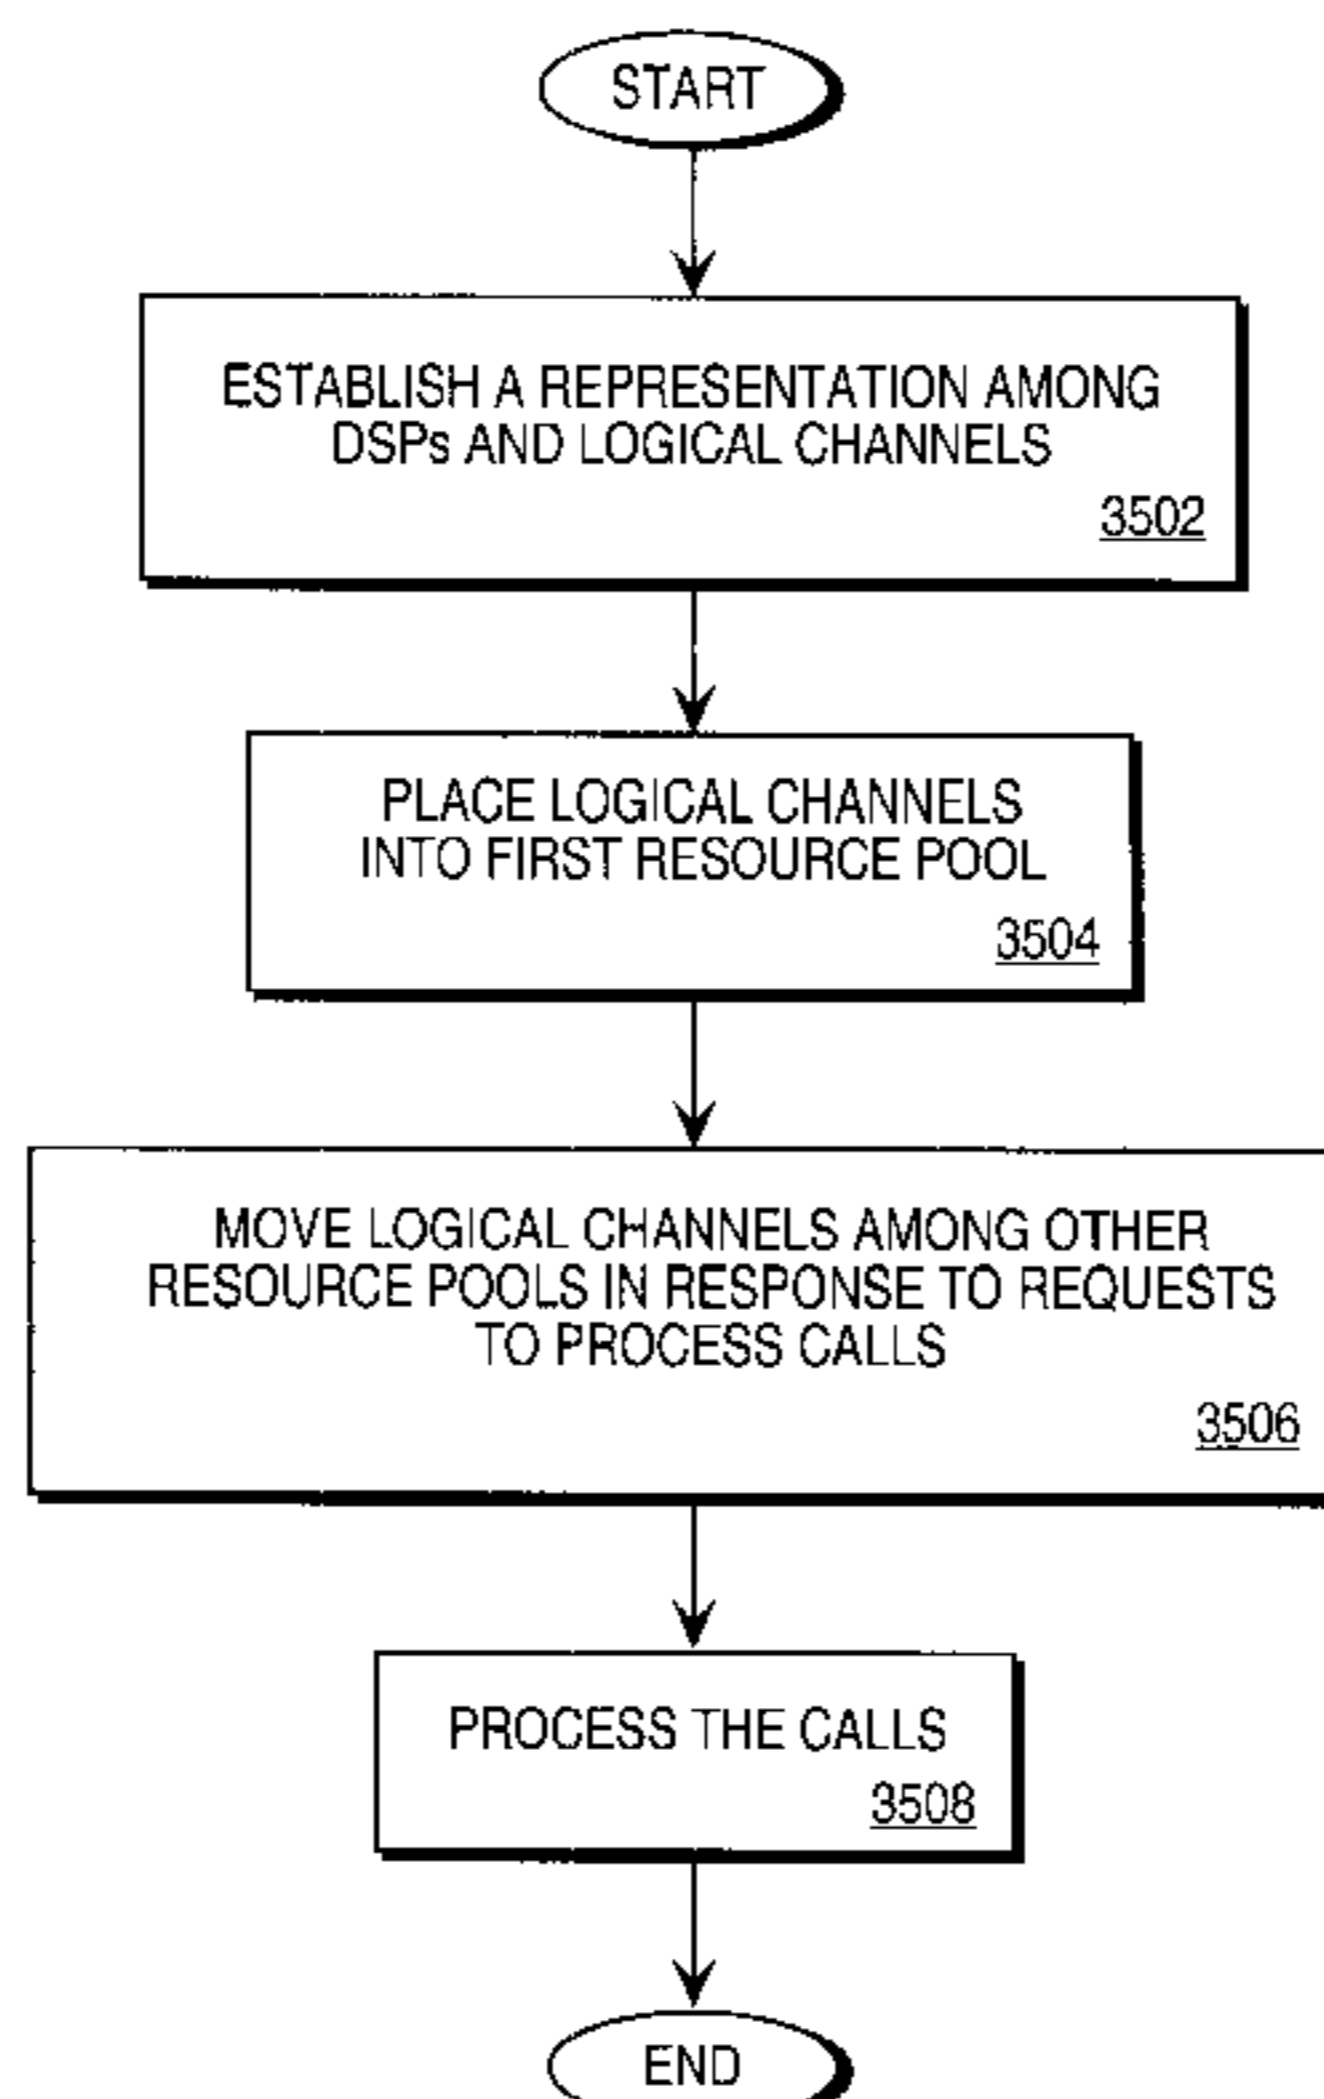 START
ESTABLISH A REPRESENTATION AMONG
DSPs AND LOGICAL CHANNELS
3502
PLACE LOGICAL CHANNELS
INTO FIRST RESOURCE POOL
3504
MOVE LOGICAL CHANNELS AMONG OTHER
RESOURCE POOLS IN RESPONSE TO REQUESTS
TO PROCESS CALLS
3506
PROCESS THE CALLS
3508
END